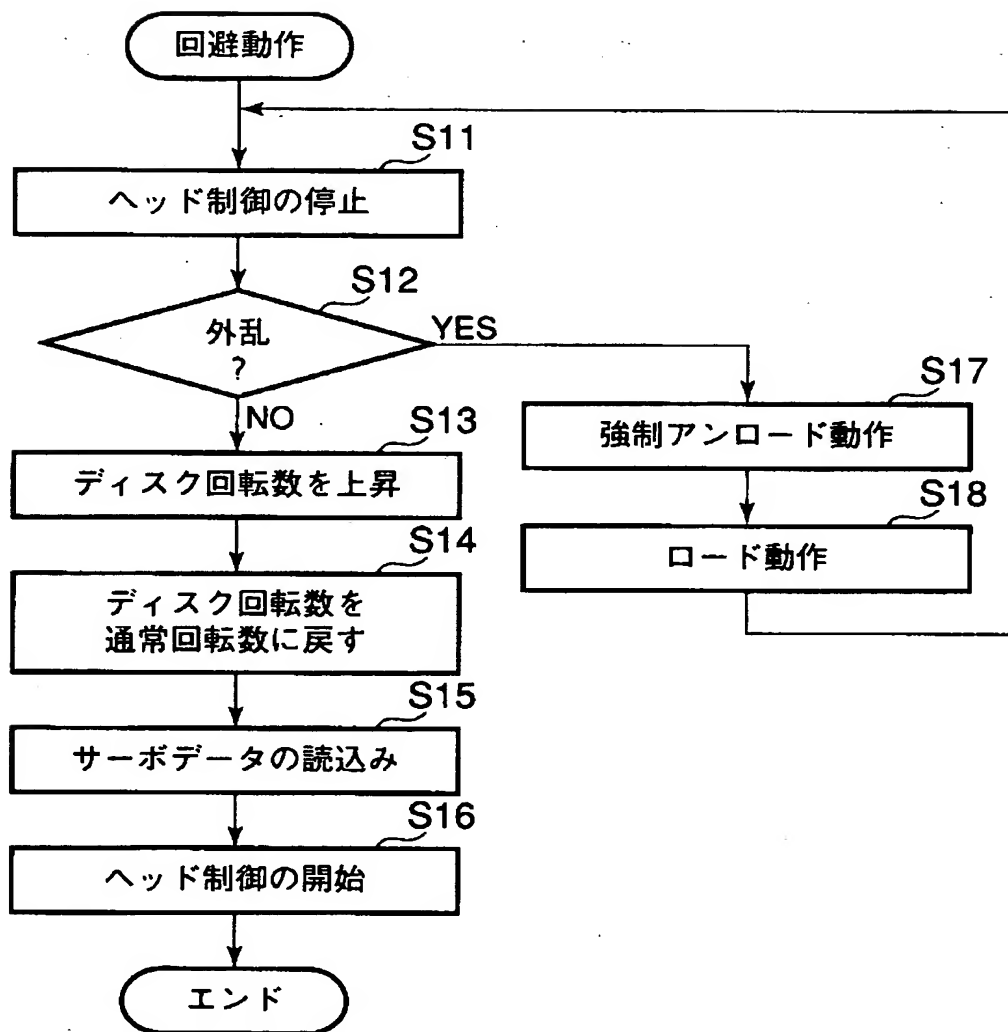 回避動作
S11
ヘッド制御の停止
S12
外乱
?
YES
NO
S13
ディスク回転数を上昇
S14
ディスク回転数を
通常回転数に戻す
S15
サーボデータの読込み
S16
ヘッド制御の開始
エンド
S17
強制アンロード動作
S18
ロード動作